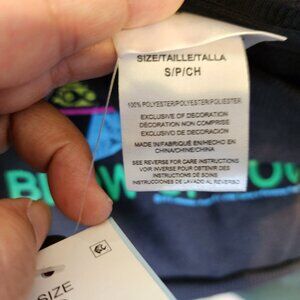 SIZE/TAILLE/TALLA
S/P/CH
100% POLYESTER/POLYESTER/POLIESTER
EXCLUSIVE OF DECORATION
DÉCORATION NON COMPRISE
EXCLUSIVO DE DECORACION
MADE IN/FABRIQUÉ EN/HECHO EN
CHINA/CHINE/CHINA
SEE REVERSE FOR CARE INSTRUCTIONS
VOIR INVERSE POUR OBTENIR DES
INSTRUCTIONS DE SOINS
INSTRUCCIONES DE LAVADO AL REVERSO
SIZE